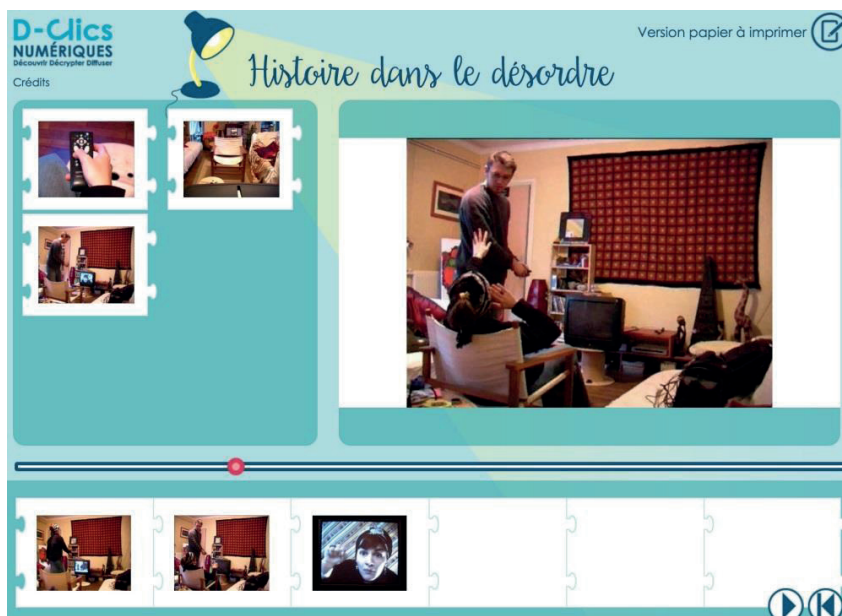 D-Clics
NUMÉRIQUES
Découvrir Décrypter Diffuser
Crédits
Version papier à imprimer
Histoire dans le désordre